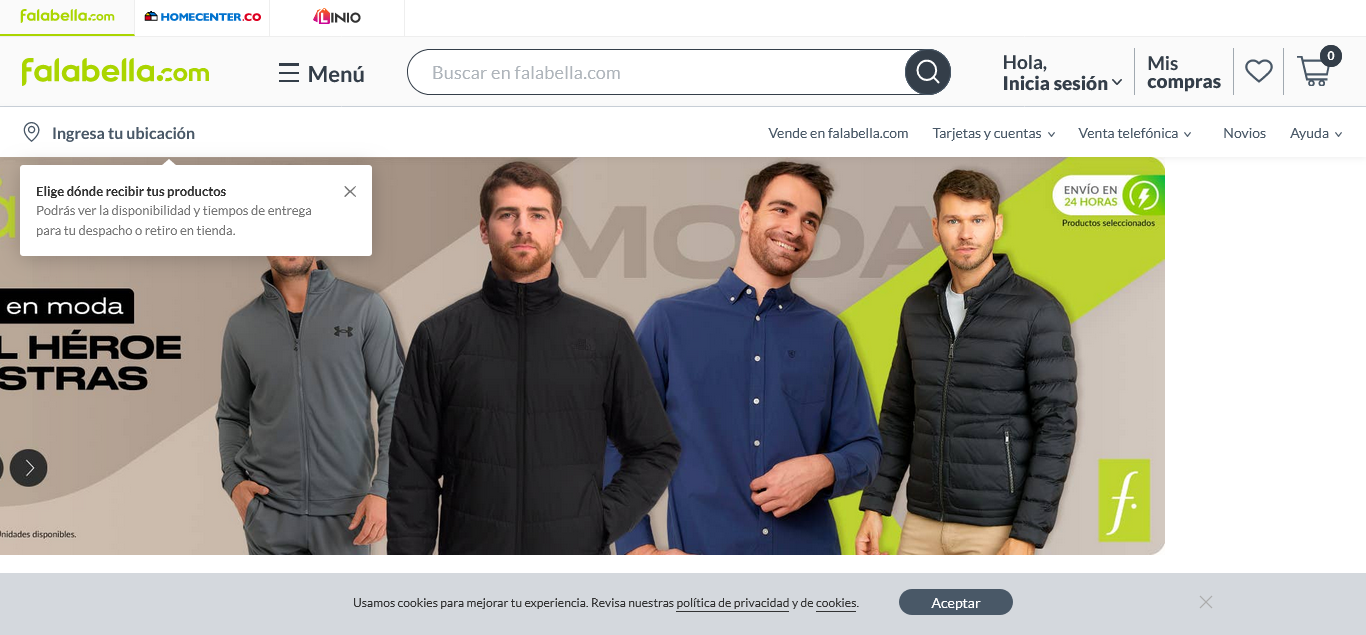 falabella.com
HOMECENTER.CO
LINIO
falabella.com
Menú
Buscar en falabella.com
Hola,
Inicia sesión
Mis
compras
0
Ingresa tu ubicación
Vende en falabella.com
Tarjetas y cuentas
Venta telefónica
Novios
Ayuda
Elige dónde recibir tus productos
Podrás ver la disponibilidad y tiempos de entrega
para tu despacho o retiro en tienda.
MODA
ENVÍO EN
24 HORAS
Productos seleccionados
en moda
L HÉROE
STRAS
f.
Unidades disponibles.
Usamos cookies para mejorar tu experiencia. Revisa nuestras política de privacidad y de cookies.
Aceptar